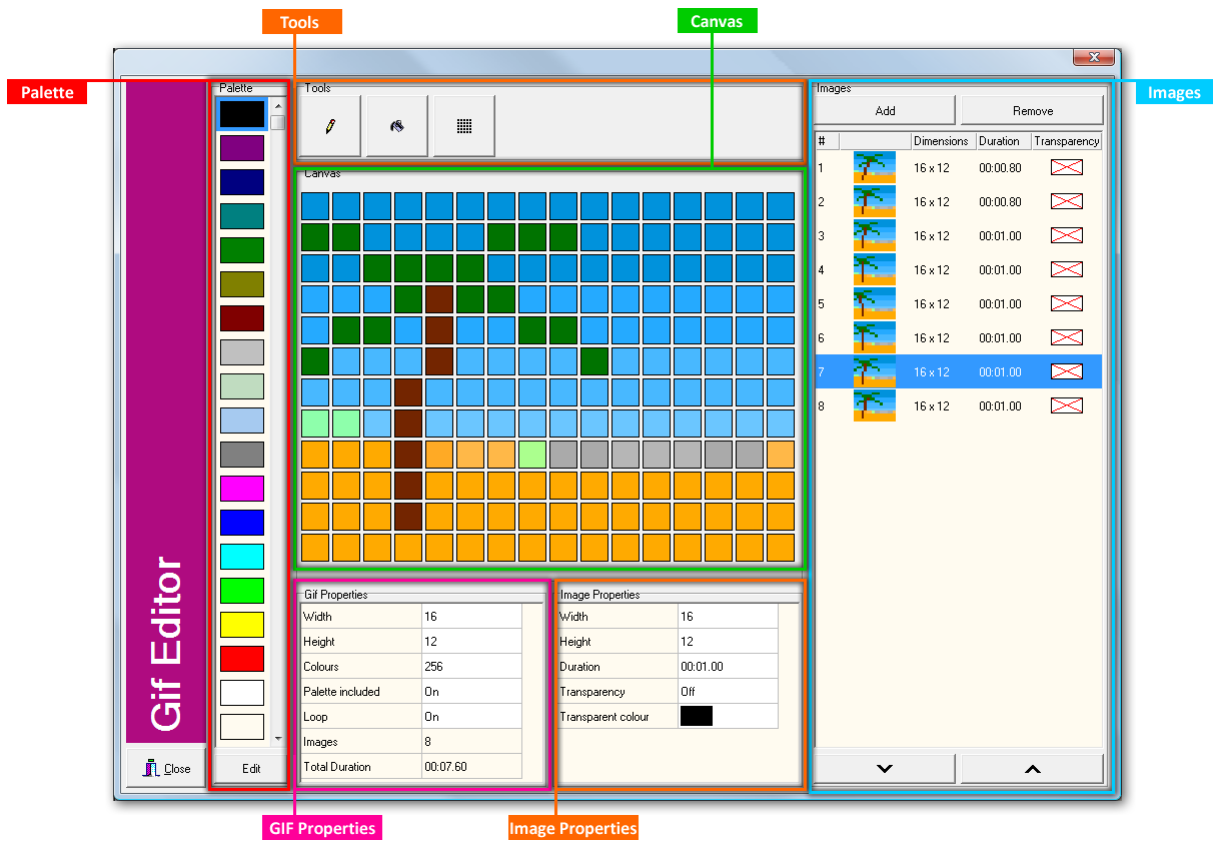 Tools
Canvas
Palette
Images
Palette
Tools
Images
Add
Remove
# Dimensions Duration Transparency
1 16 x 12 00:00.80
2 16 x 12 00:00.80
3 16 x 12 00:01.00
4 16 x 12 00:01.00
5 16 x 12 00:01.00
6 16 x 12 00:01.00
7 16 x 12 00:01.00
8 16 x 12 00:01.00
Canvas
Gif Editor
Close
Edit
Gif Properties
Width 16
Height 12
Colours 256
Palette included On
Loop On
Images 8
Total Duration 00:07.60
Image Properties
Width 16
Height 12
Duration 00:01.00
Transparency Off
Transparent colour
GIF Properties
Image Properties